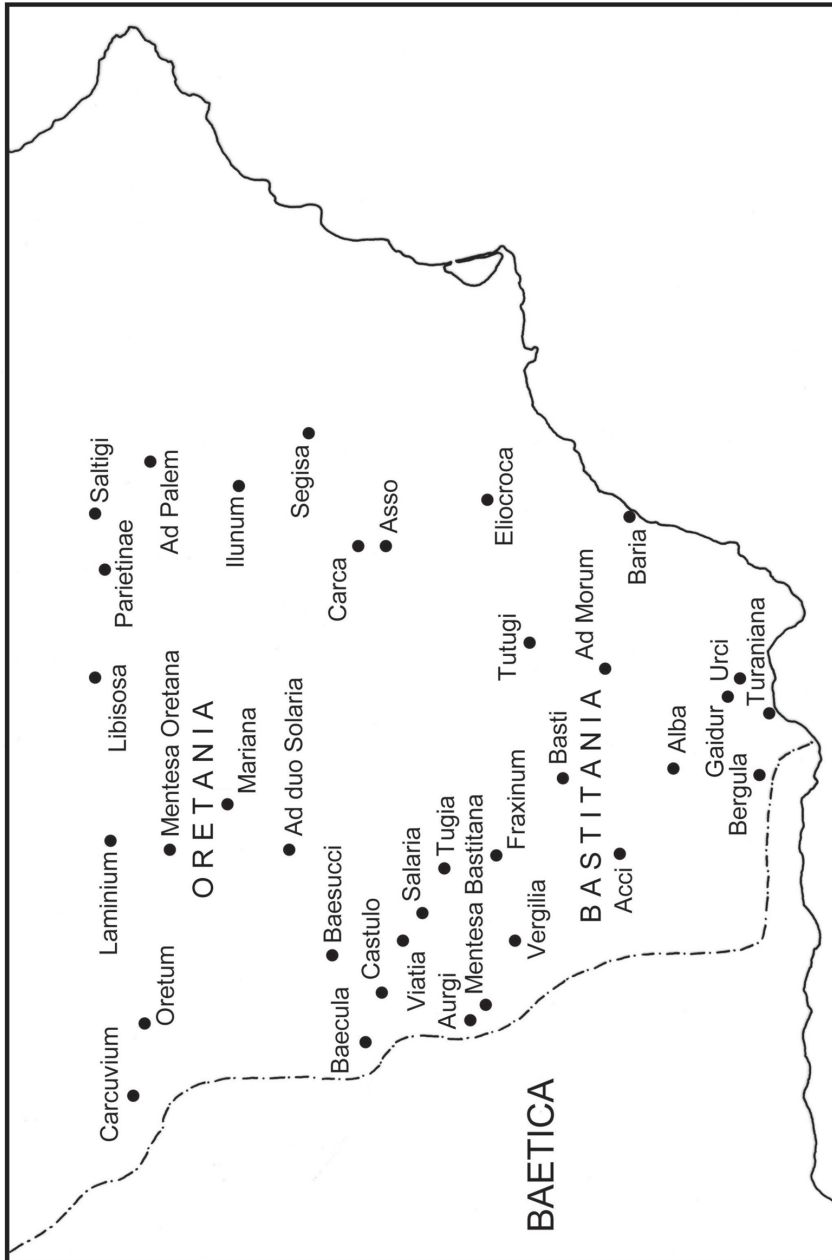 Saltigi
Parietinae
Libisosa
Laminium
Carcuvium
Oretum
Ad Palem
Mentesa Oretana
ORETANIA
Ilunum
Mariana
Segisa
Ad duo Solaria
Baesucci
Carca
Asso
Baecula
Castulo
Viatia
Salaria
Tugia
Aurgi
Mentesa Bastitana
Fraxinum
Vergilia
Eliocroca
Tutugi
Basti
BASTITANIA
Ad Morum
Acci
Baria
BAETICA
Alba
Gaidur
Urci
Bergula
Turaniana